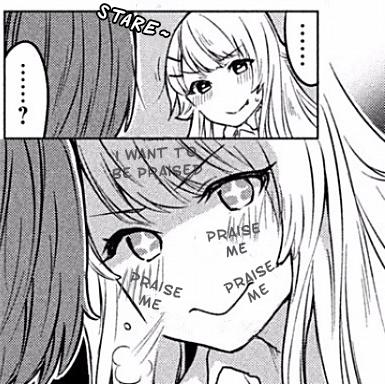 STARE~
………
………?
I WANT TO
BE PRAISED
PRAISE
ME
PRAISE
ME
PRAISE
ME